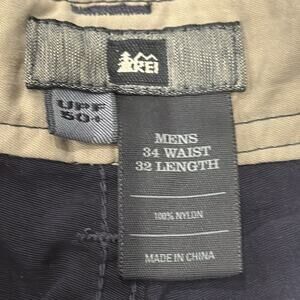 REI
UPF
50+
MENS
34 WAIST
32 LENGTH
100% NYLON
MADE IN CHINA